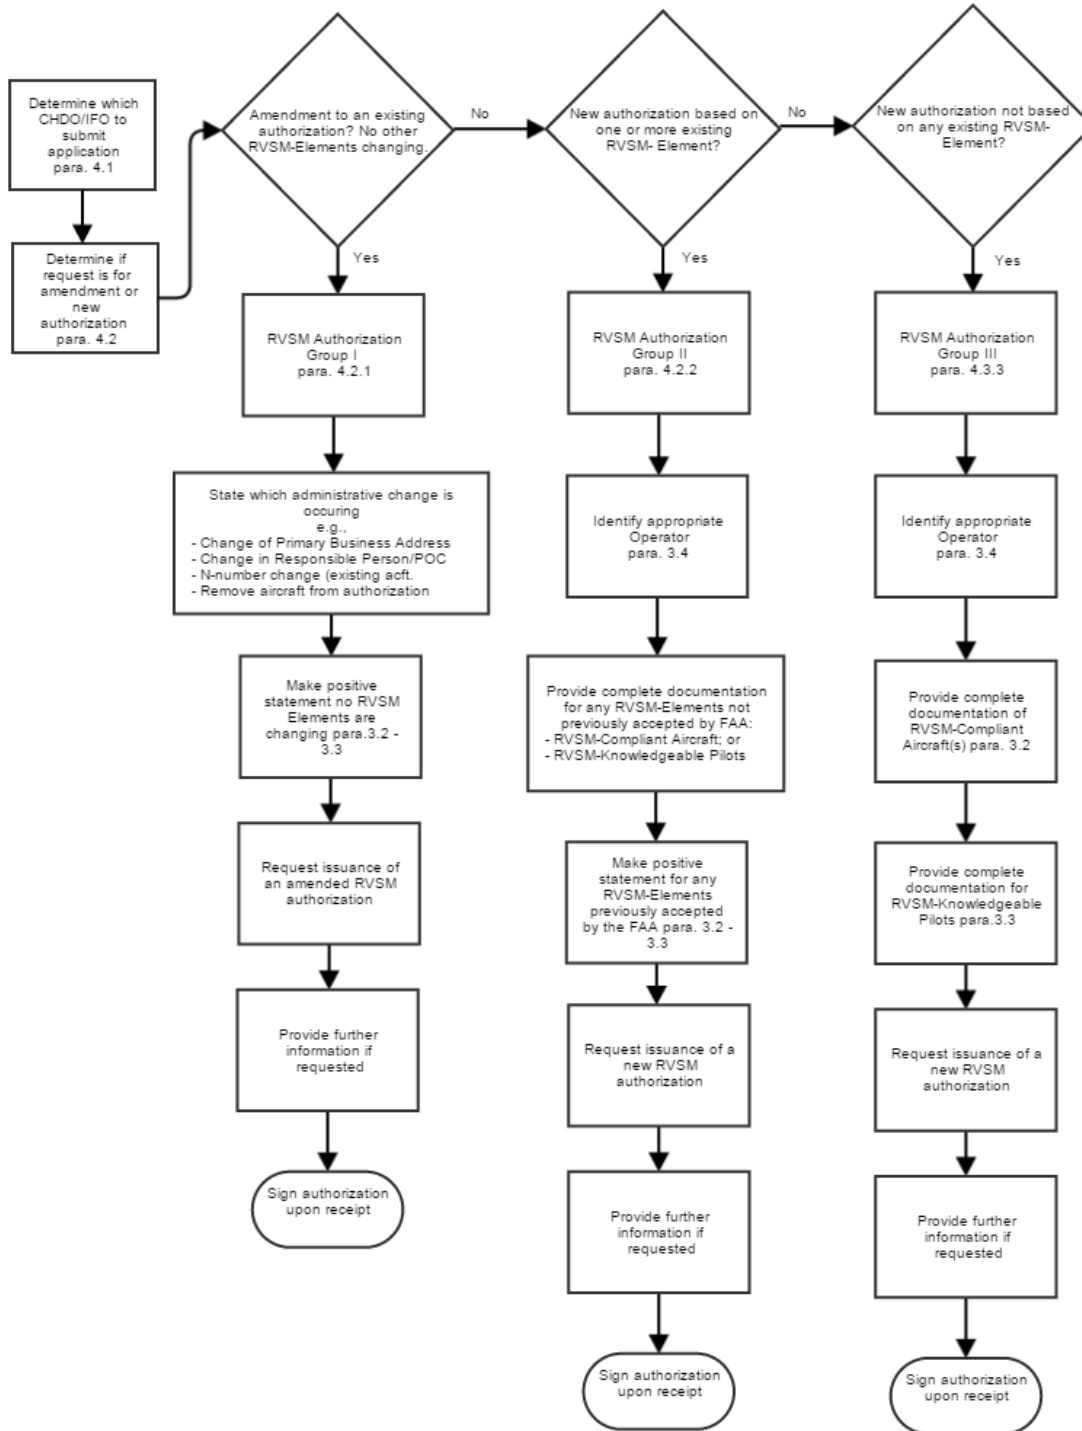 Determine which
CHDO/IFO to
submit
application
para. 4.1
Determine if
request is for
amendment or
new
authorization
para. 4.2
Amendment to an existing
authorization? No other
RVSM-Elements changing.
No
Yes
New authorization based on
one or more existing
RVSM- Element?
No
Yes
New authorization not based
on any existing RVSM-
Element?
Yes
RVSM Authorization
Group I
para. 4.2.1
State which administrative change is
occuring
e.g.,
- Change of Primary Business Address
- Change in Responsible Person/POC
- N-number change (existing acft.
- Remove aircraft from authorization
Make positive
statement no RVSM
Elements are
changing para.3.2 -
3.3
Request issuance of
an amended RVSM
authorization
Provide further
information if
requested
Sign authorization
upon receipt
RVSM Authorization
Group II
para. 4.2.2
Identify appropriate
Operator
para. 3.4
Provide complete documentation
for any RVSM-Elements not
previously accepted by FAA:
- RVSM-Compliant Aircraft; or
- RVSM-Knowledgeable Pilots
Make positive
statement for any
RVSM-Elements
previously accepted
by the FAA para. 3.2 -
3.3
Request issuance of a
new RVSM
authorization
Provide further
information if
requested
Sign authorization
upon receipt
RVSM Authorization
Group III
para. 4.3.3
Identify appropriate
Operator
para. 3.4
Provide complete
documentation of
RVSM-Compliant
Aircraft(s) para. 3.2
Provide complete
documentation for
RVSM-Knowledgeable
Pilots para.3.3
Request issuance of a
new RVSM
authorization
Provide further
information if
requested
Sign authorization
upon receipt